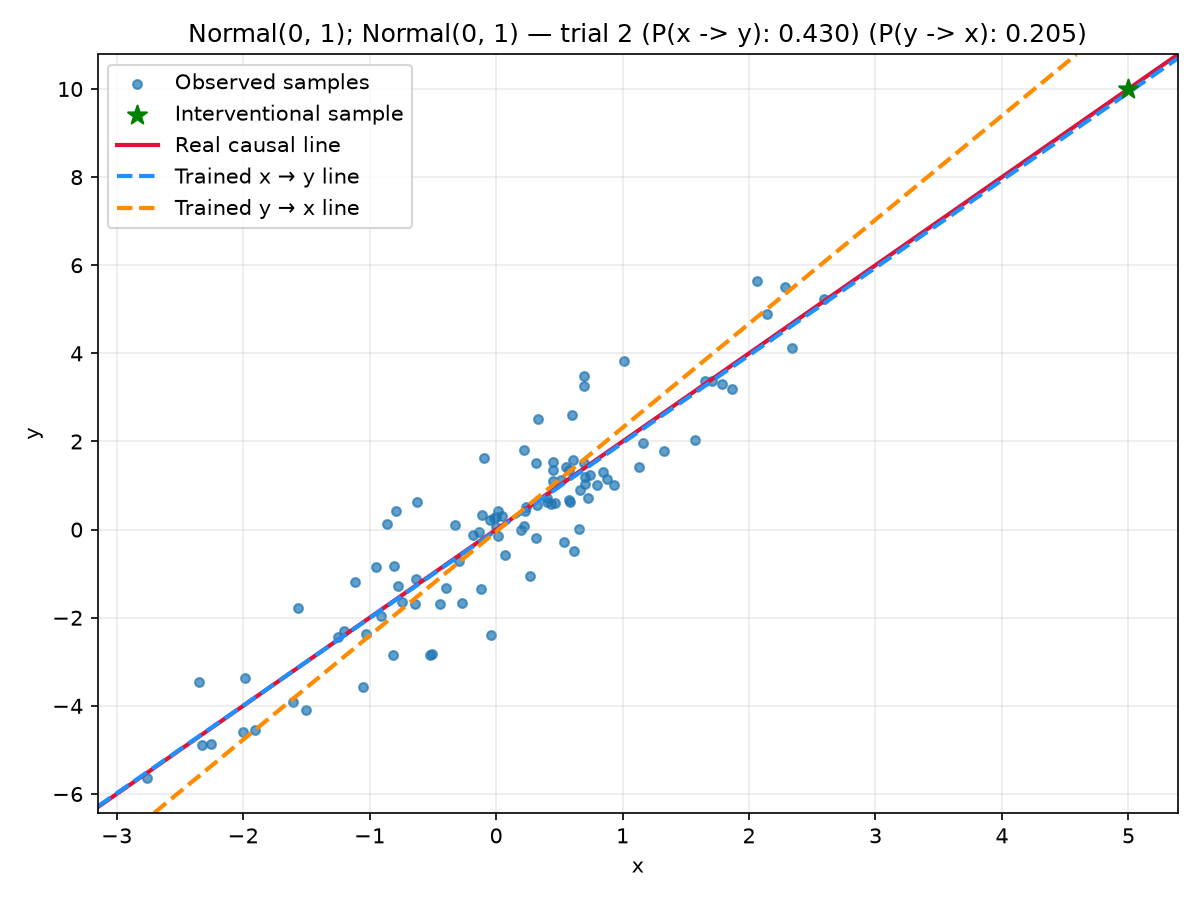 Normal(0, 1); Normal(0, 1) — trial 2 (P(x -> y): 0.430) (P(y -> x): 0.205)
Observed samples
Interventional sample
Real causal line
Trained x → y line
Trained y → x line
10
8
6
4
2
0
−2
−4
−6
y
−3 −2 −1 0 1 2 3 4 5
x